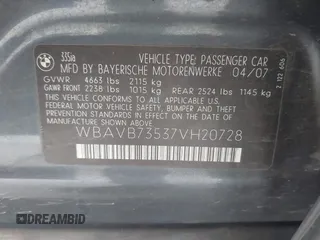 335i VEHICLE TYPE: PASSENGER CAR
MFD BY BAYERISCHE MOTORENWERKE 04/07
GVWR 4663 lbs 2115 kg
GAWR FRONT 2238 lbs 1015 kg REAR 2524 lbs 1145 kg
THIS VEHICLE CONFORMS TO ALL APPLICABLE
FEDERAL MOTOR VEHICLE SAFETY, BUMPER AND THEFT
PREVENTION STANDARDS IN EFFECT ON THE DATE OF
MANUFACTURE SHOWN ABOVE.
WBAVB73537VH20728
DREAMBID